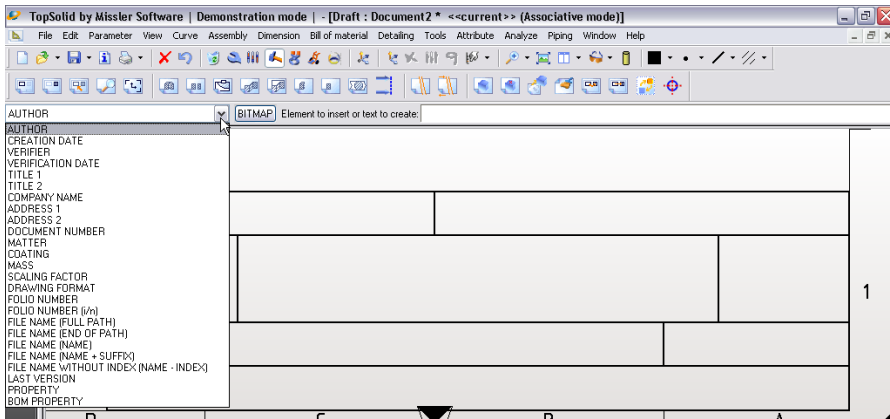 TopSolid by Missler Software | Demonstration mode | - [Draft : Document2 * <<current>> (Associative mode)]
File Edit Parameter View Curve Assembly Dimension Bill of material Detailing Tools Attribute Analyze Piping Window Help
AUTHOR BITMAP Element to insert or text to create:
AUTHOR
CREATION DATE
VERIFIER
VERIFICATION DATE
TITLE 1
TITLE 2
COMPANY NAME
ADDRESS 1
ADDRESS 2
DOCUMENT NUMBER
MATTER
COATING
MASS
SCALING FACTOR
DRAWING FORMAT
FOLIO NUMBER
FOLIO NUMBER (i/n)
FILE NAME (FULL PATH)
FILE NAME (END OF PATH)
FILE NAME (NAME)
FILE NAME (NAME + SUFFIX)
FILE NAME WITHOUT INDEX (NAME - INDEX)
LAST VERSION
PROPERTY
BOM PROPERTY
1